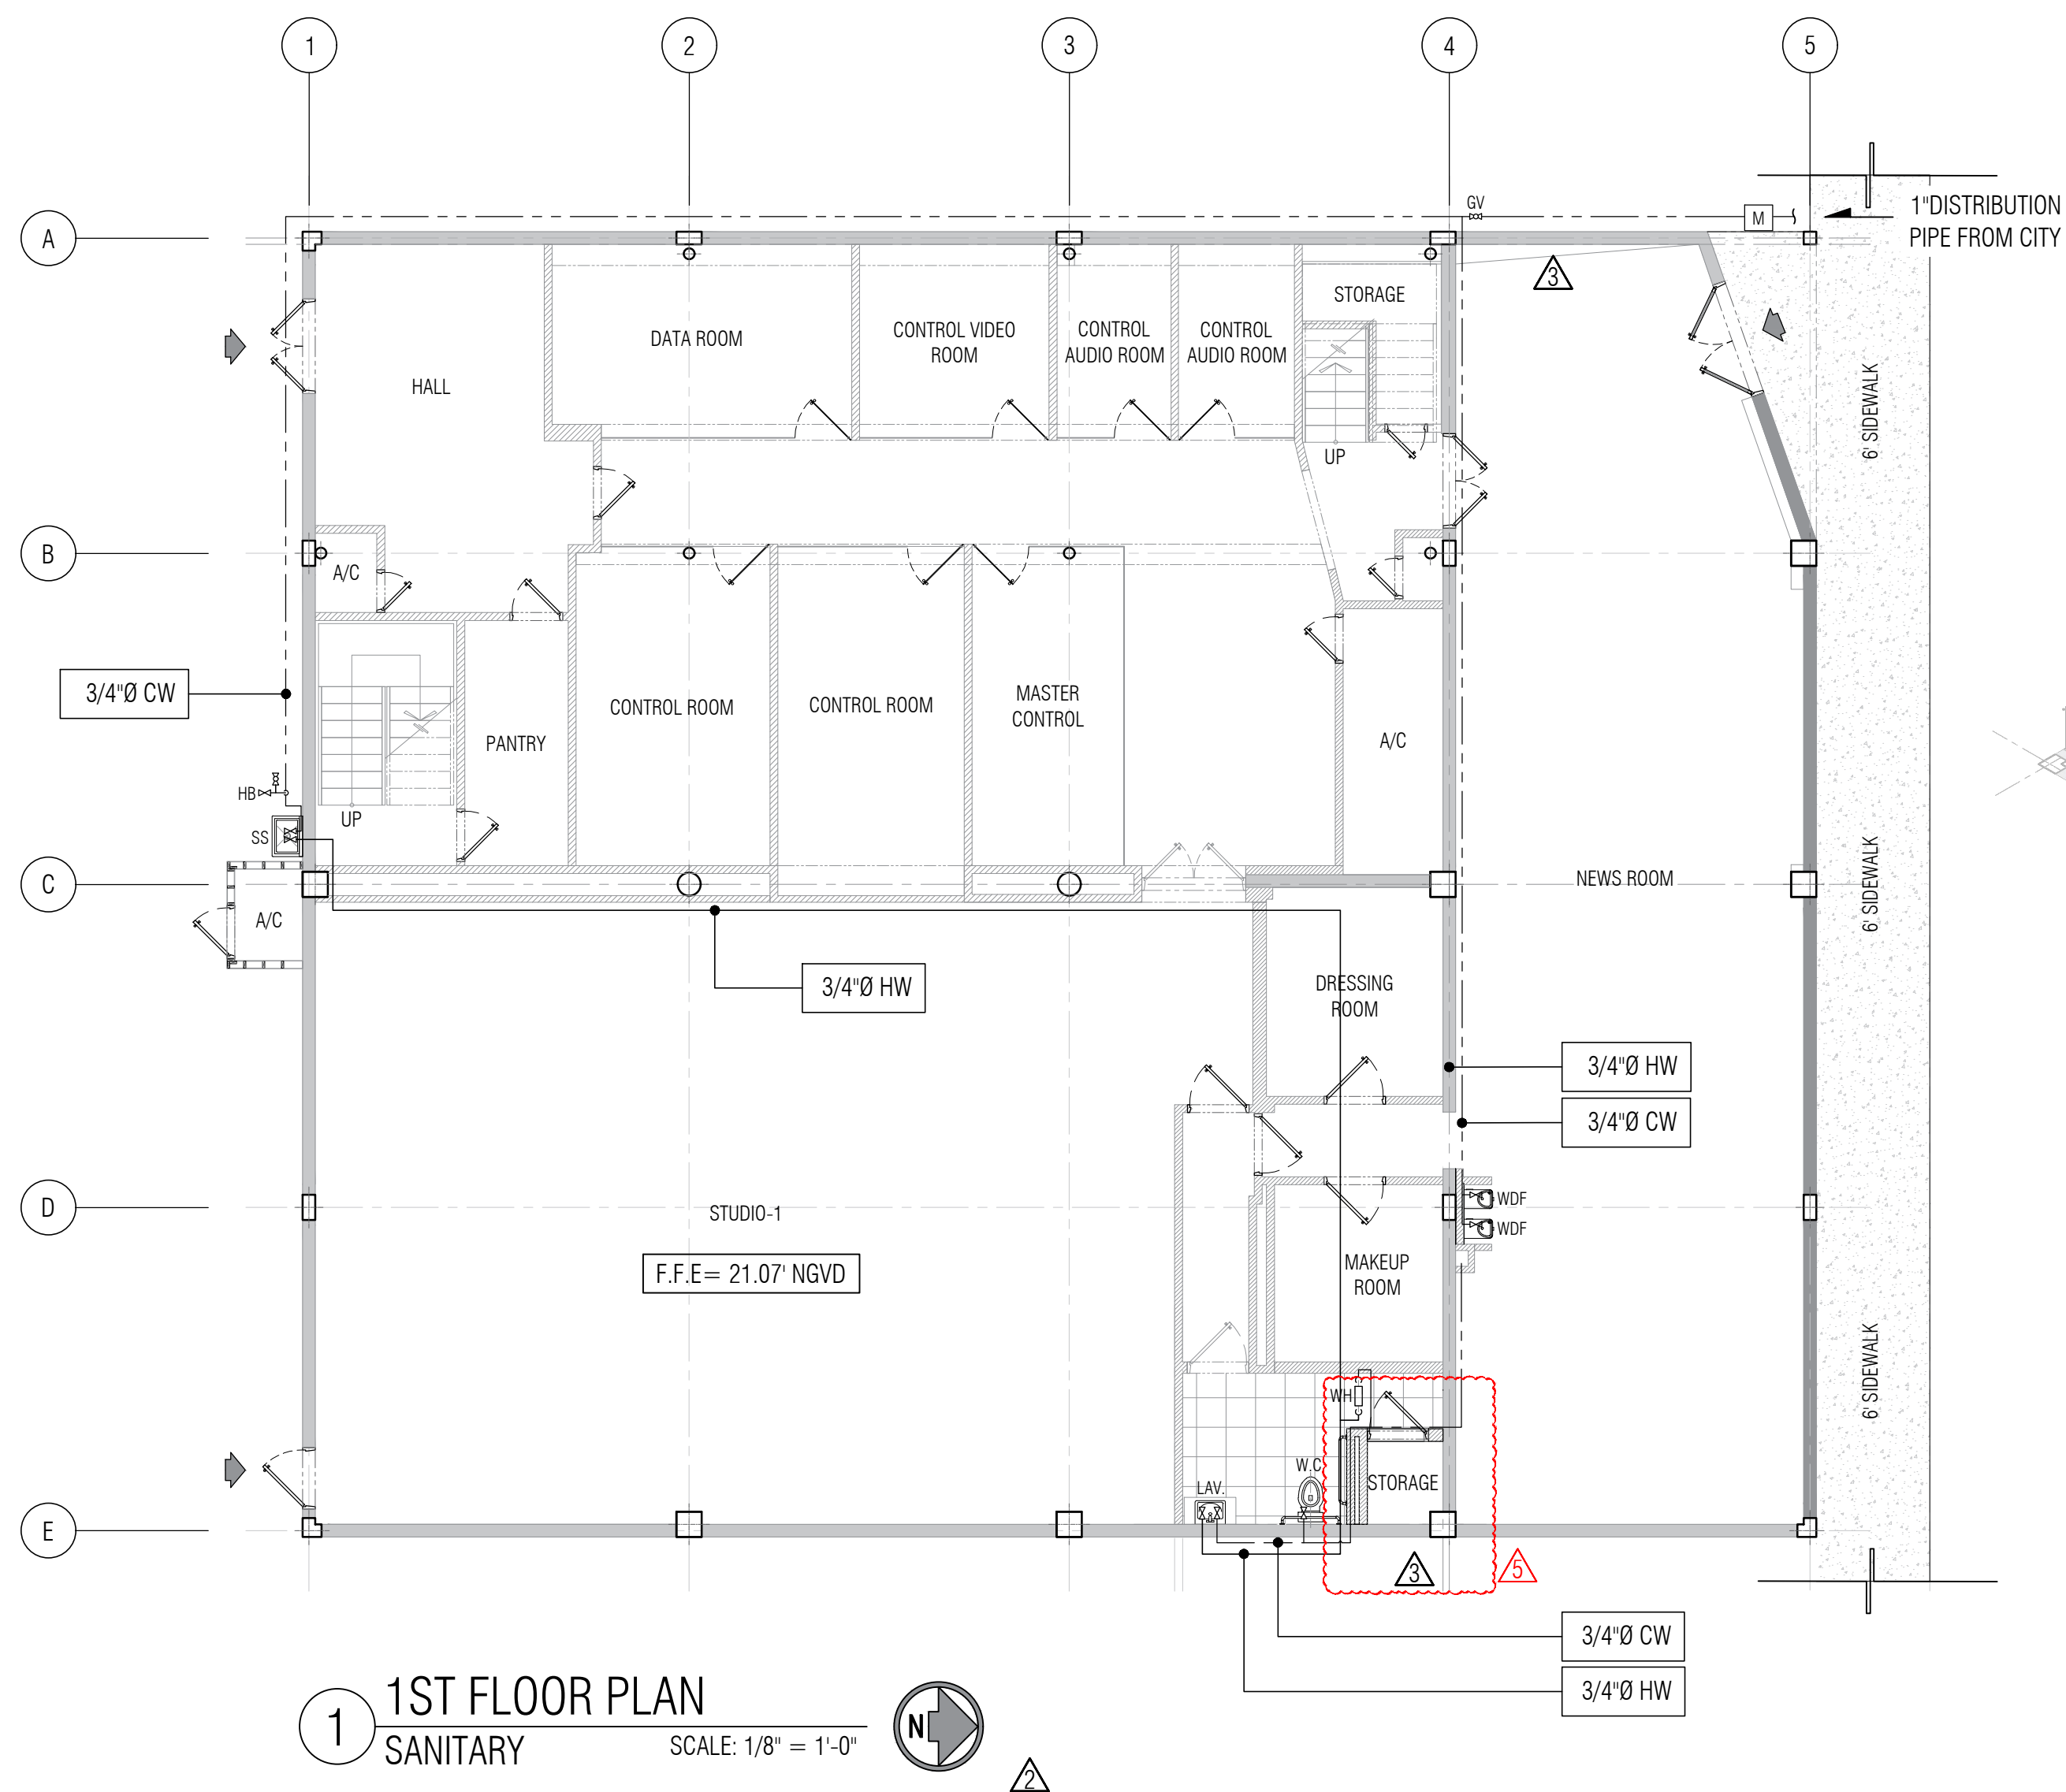 1
2
3
4
5
A
GV
M
1"DISTRIBUTION
PIPE FROM CITY
3
STORAGE
DATA ROOM
CONTROL VIDEO
ROOM
CONTROL
AUDIO ROOM
CONTROL
AUDIO ROOM
HALL
6' SIDEWALK
UP
B
A/C
3/4"Ø CW
CONTROL ROOM
CONTROL ROOM
MASTER
CONTROL
PANTRY
A/C
HB
UP
SS
C
NEWS ROOM
6' SIDEWALK
A/C
3/4"Ø HW
DRESSING
ROOM
3/4"Ø HW
3/4"Ø CW
D
STUDIO-1
WDF
WDF
F.F.E= 21.07' NGVD
MAKEUP
ROOM
6' SIDEWALK
WH
W.C
LAV.
STORAGE
E
3
5
3/4"Ø CW
3/4"Ø HW
1
1ST FLOOR PLAN
SANITARY
SCALE: 1/8" = 1'-0"
N
2